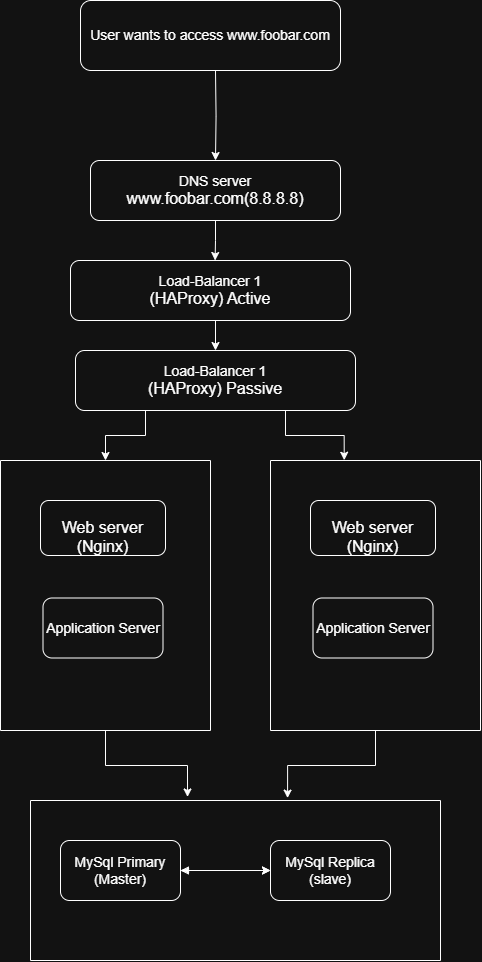 User wants to access www.foobar.com
DNS server
www.foobar.com(8.8.8.8)
Load-Balancer 1
(HAProxy) Active
Load-Balancer 1
(HAProxy) Passive
Web server
(Nginx)
Application Server
Web server
(Nginx)
Application Server
MySql Primary
(Master)
MySql Replica
(slave)